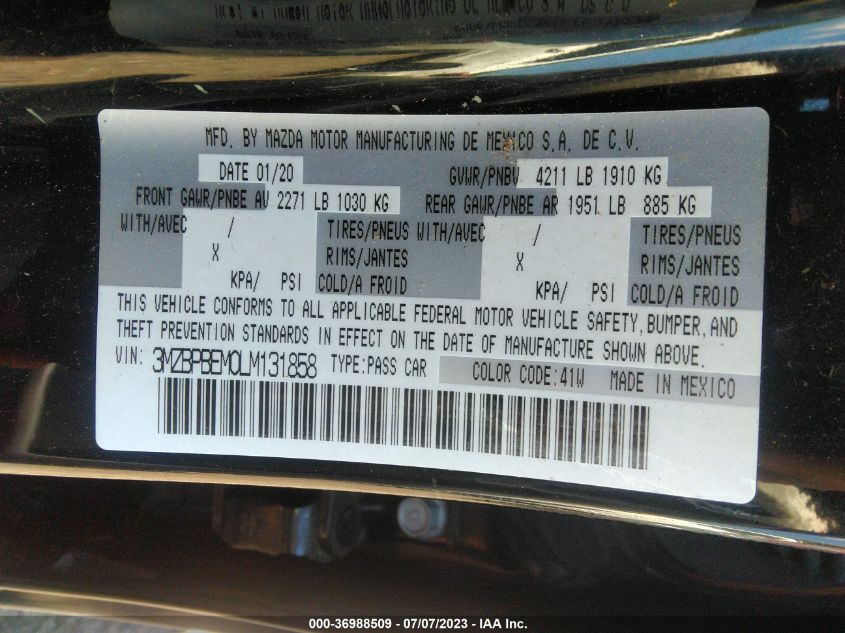 MFD. BY MAZDA MOTOR MANUFACTURING DE MEXICO S.A. DE C.V.
DATE 01/20 GVWR/PNBV 4211 LB 1910 KG
FRONT GAWR/PNBE AV 2271 LB 1030 KG REAR GAWR/PNBE AR 1951 LB 885 KG
WITH/AVEC / TIRES/PNEUS WITH/AVEC / TIRES/PNEUS
X RIMS/JANTES X RIMS/JANTES
KPA/ PSI COLD/A FROID KPA/ PSI COLD/A FROID
THIS VEHICLE CONFORMS TO ALL APPLICABLE FEDERAL MOTOR VEHICLE SAFETY, BUMPER, AND
THEFT PREVENTION STANDARDS IN EFFECT ON THE DATE OF MANUFACTURE SHOWN ABOVE.
VIN: 3MZBPBEM0LM131858 TYPE:PASS CAR COLOR CODE:41W MADE IN MEXICO
000-36988509 - 07/07/2023 - IAA Inc.